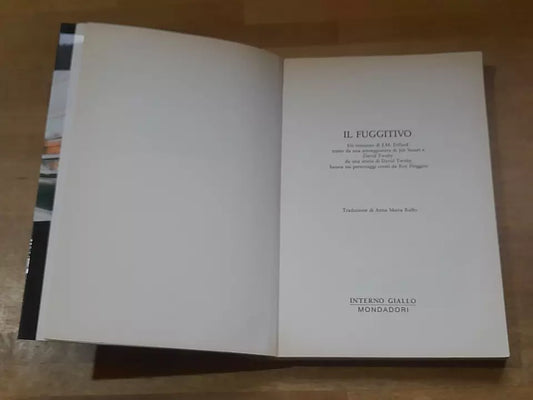 IL FUGGITIVO
Un romanzo di J.M. Dillard
tratto da una sceneggiatura di Jeb Stuart e
David Twohy
da una storia di David Twohy
basata sui personaggi creati da Roy Huggins
Traduzione di Anna Maria Raffo
INTERNO GIALLO
MONDADORI